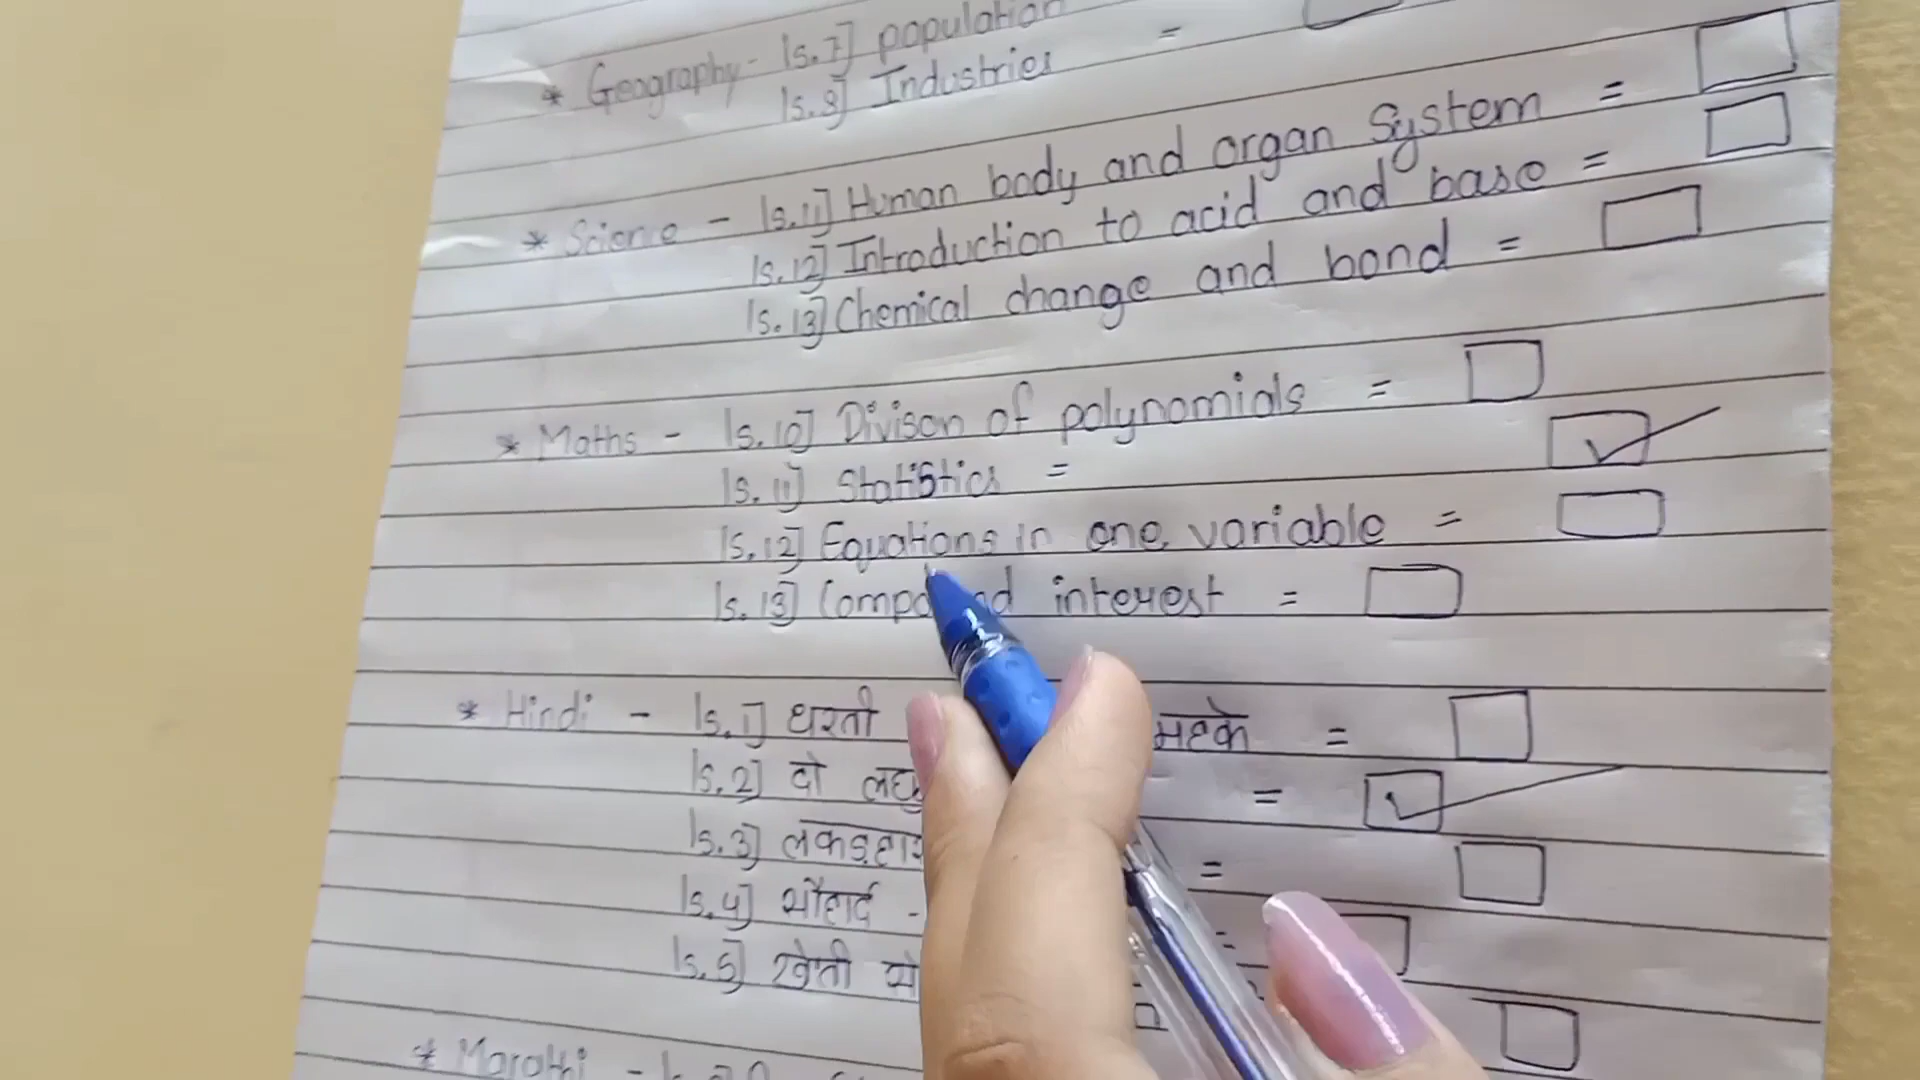 * Geography - ls.7] population =
ls.8] Industries
* Science - ls.11] Human body and organ System =
ls.12] Introduction to acid and base =
ls.13] Chemical change and bond =
* Maths - ls.10] Divison of polynomials =
ls.11] Statistics =
ls.12] Equations in one variable =
ls.13] interest =
* Hindi - ls.1] धरती महके =
ls.2] दो =
ls.3] =
ls.4] सौहार्द - =
ls.5] खेती से
* Marathi -